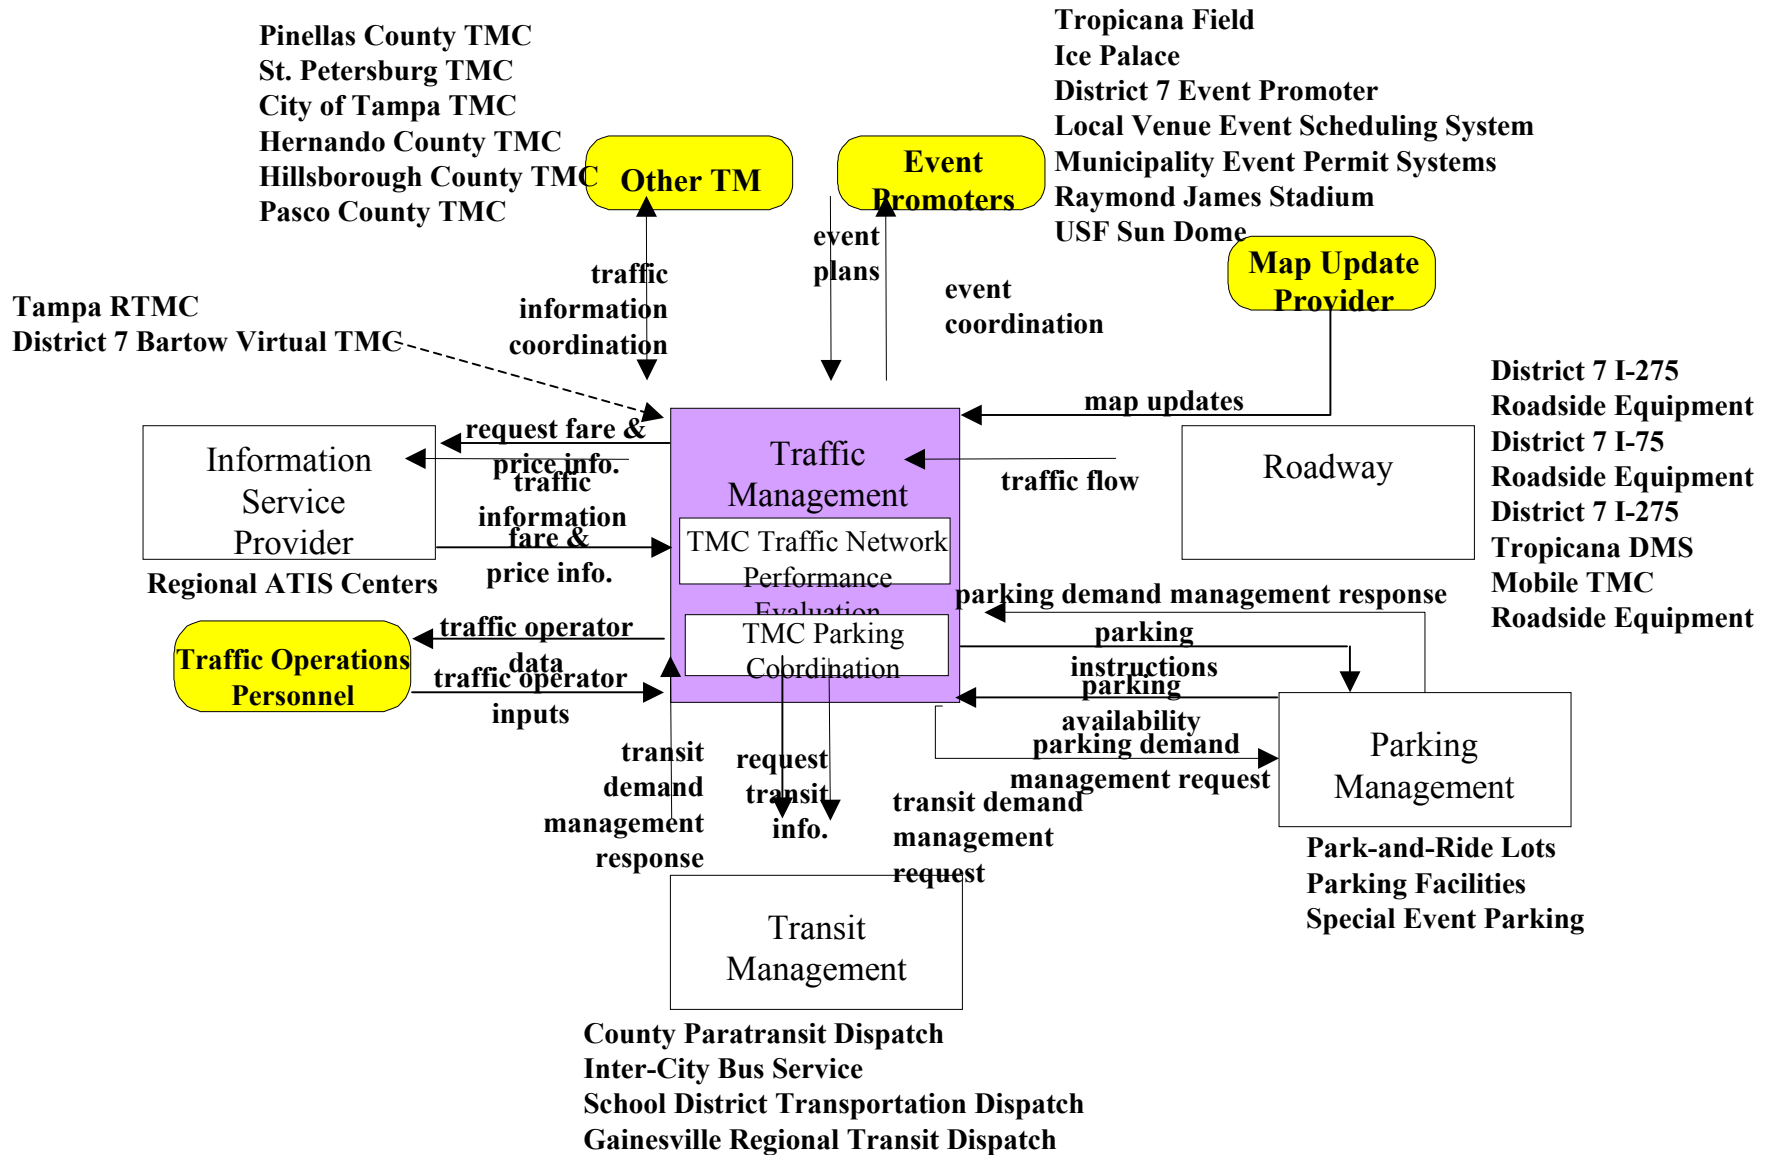 Pinellas County TMC
St. Petersburg TMC
City of Tampa TMC
Hernando County TMC
Hillsborough County TMC
Pasco County TMC
Other TM
Event
Promoters
Tropicana Field
Ice Palace
District 7 Event Promoter
Local Venue Event Scheduling System
Municipality Event Permit Systems
Raymond James Stadium
USF Sun Dome
Map Update
Provider
traffic
information
coordination
event
plans
event
coordination
Tampa RTMC
District 7 Bartow Virtual TMC
map updates
request fare &
price info.
traffic
information
fare &
price info.
Information
Service
Provider
Regional ATIS Centers
Traffic
Management
TMC Traffic Network
Performance
Evaluation
TMC Parking
Coordination
traffic flow
Roadway
District 7 I-275
Roadside Equipment
District 7 I-75
Roadside Equipment
District 7 I-275
Tropicana DMS
Mobile TMC
Roadside Equipment
Traffic Operations
Personnel
traffic operator
data
traffic operator
inputs
parking demand management response
parking
instructions
parking
availability
parking demand
management request
Parking
Management
Park-and-Ride Lots
Parking Facilities
Special Event Parking
transit
demand
management
response
request
transit
info.
transit demand
management
request
Transit
Management
County Paratransit Dispatch
Inter-City Bus Service
School District Transportation Dispatch
Gainesville Regional Transit Dispatch